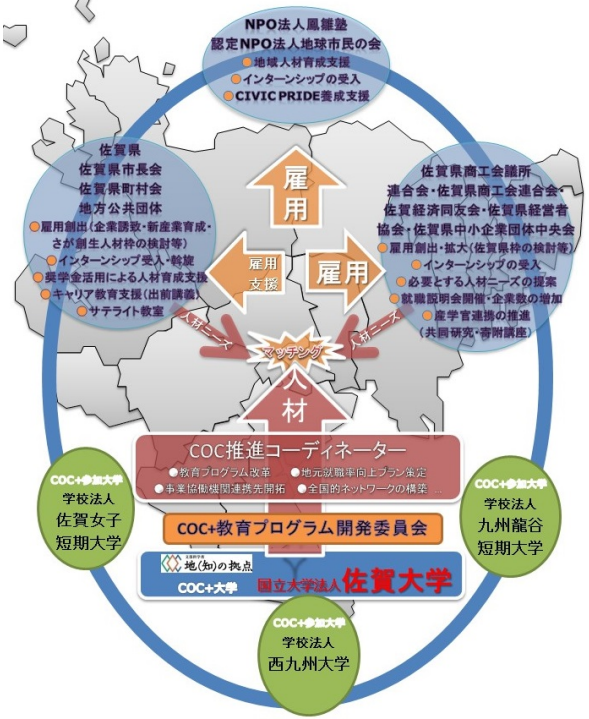 NPO法人鳳雛塾
認定NPO法人地球市民の会
●地域人材育成支援
●インターンシップの受入
●CIVIC PRIDE養成支援
佐賀県
佐賀県市長会
佐賀県町村会
地方公共団体
●雇用創出(企業誘致・新産業育成・
さが創生人材枠の検討等)
●インターンシップ受入・斡旋
●奨学金活用による人材育成支援
●キャリア教育支援(出前講義)
●サテライト教室
佐賀県商工会議所
連合会・佐賀県商工会連合会・
佐賀経済同友会・佐賀県経営者
協会・佐賀県中小企業団体中央会
●雇用創出・拡大(佐賀県枠の検討等)
●インターンシップの受入
●必要とする人材ニーズの提案
●就職説明会開催・企業数の増加
●産学官連携の推進
(共同研究・寄附講座)
雇用
雇用
支援
雇用
人材ニーズ
人材ニーズ
マッチング
人材
COC推進コーディネーター
●教育プログラム改革 ●地元就職率向上プラン策定
●事業協働機関連携先開拓 ●全国的ネットワークの構築 …
COC+教育プログラム開発委員会
地(知)の拠点
COC+大学 国立大学法人佐賀大学
COC+参加大学
学校法人
佐賀女子
短期大学
COC+参加大学
学校法人
九州龍谷
短期大学
COC+参加大学
学校法人
西九州大学